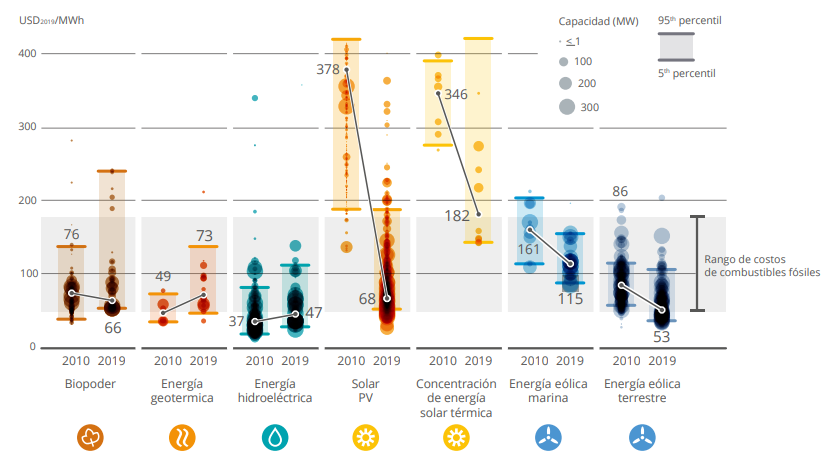 USD2019/MWh
Capacidad (MW)
≤1
100
200
300
95th percentil
5th percentil
400
300
200
100
0
76
66
49
73
37
47
378
68
346
182
161
115
86
53
Rango de costos
de combustibles fósiles
2010 2019
2010 2019
2010 2019
2010 2019
2010 2019
2010 2019
2010 2019
Biopoder
Energía
geotermica
Energía
hidroeléctrica
Solar
PV
Concentración
de energía
solar térmica
Energía eólica
marina
Energía eólica
terrestre